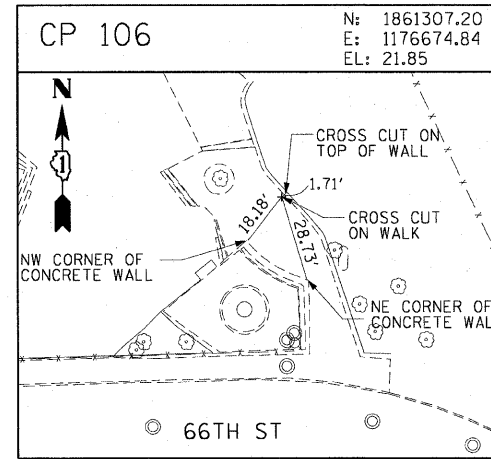 CP 106
N: 1861307.20
E: 1176674.84
EL: 21.85
N
1
CROSS CUT ON
TOP OF WALL
1.71'
18.18'
CROSS CUT
ON WALK
28.73'
NW CORNER OF
CONCRETE WALL
NE CORNER OF
CONCRETE WAL
66TH ST